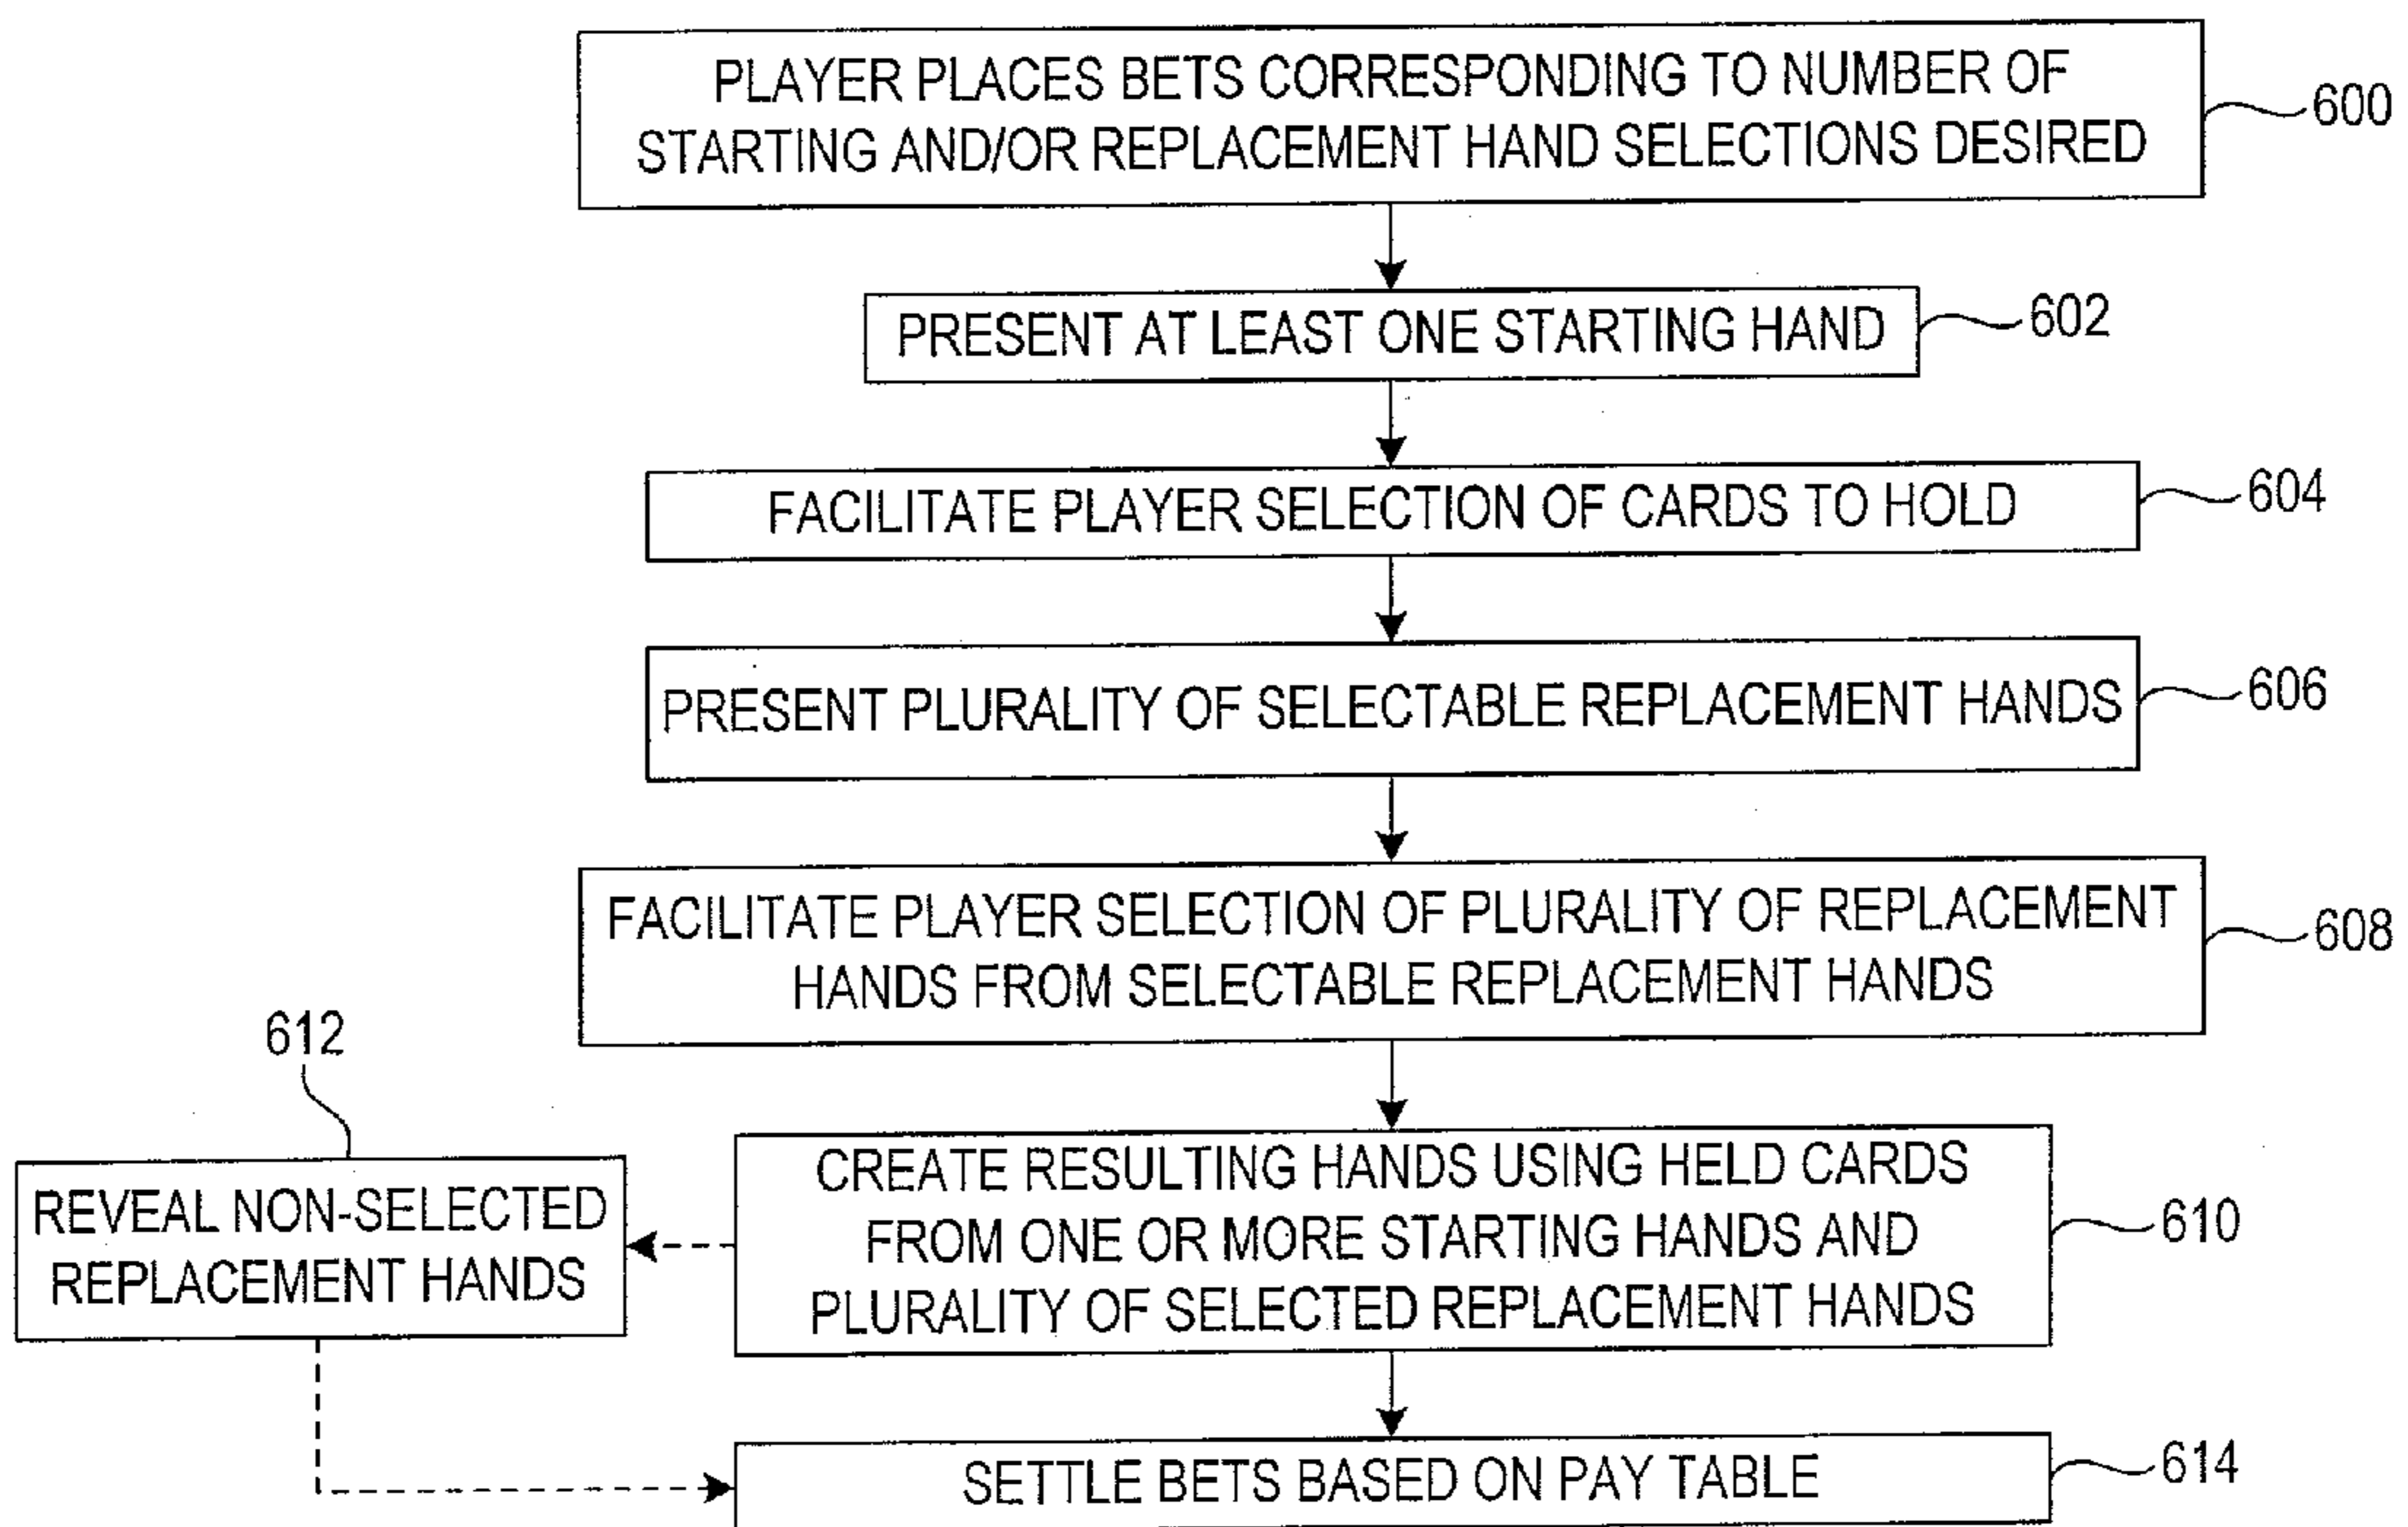 PLAYER PLACES BETS CORRESPONDING TO NUMBER OF
STARTING AND/OR REPLACEMENT HAND SELECTIONS DESIRED
600
PRESENT AT LEAST ONE STARTING HAND
602
FACILITATE PLAYER SELECTION OF CARDS TO HOLD
604
PRESENT PLURALITY OF SELECTABLE REPLACEMENT HANDS
606
FACILITATE PLAYER SELECTION OF PLURALITY OF REPLACEMENT
HANDS FROM SELECTABLE REPLACEMENT HANDS
608
612
REVEAL NON-SELECTED
REPLACEMENT HANDS
CREATE RESULTING HANDS USING HELD CARDS
FROM ONE OR MORE STARTING HANDS AND
PLURALITY OF SELECTED REPLACEMENT HANDS
610
SETTLE BETS BASED ON PAY TABLE
614